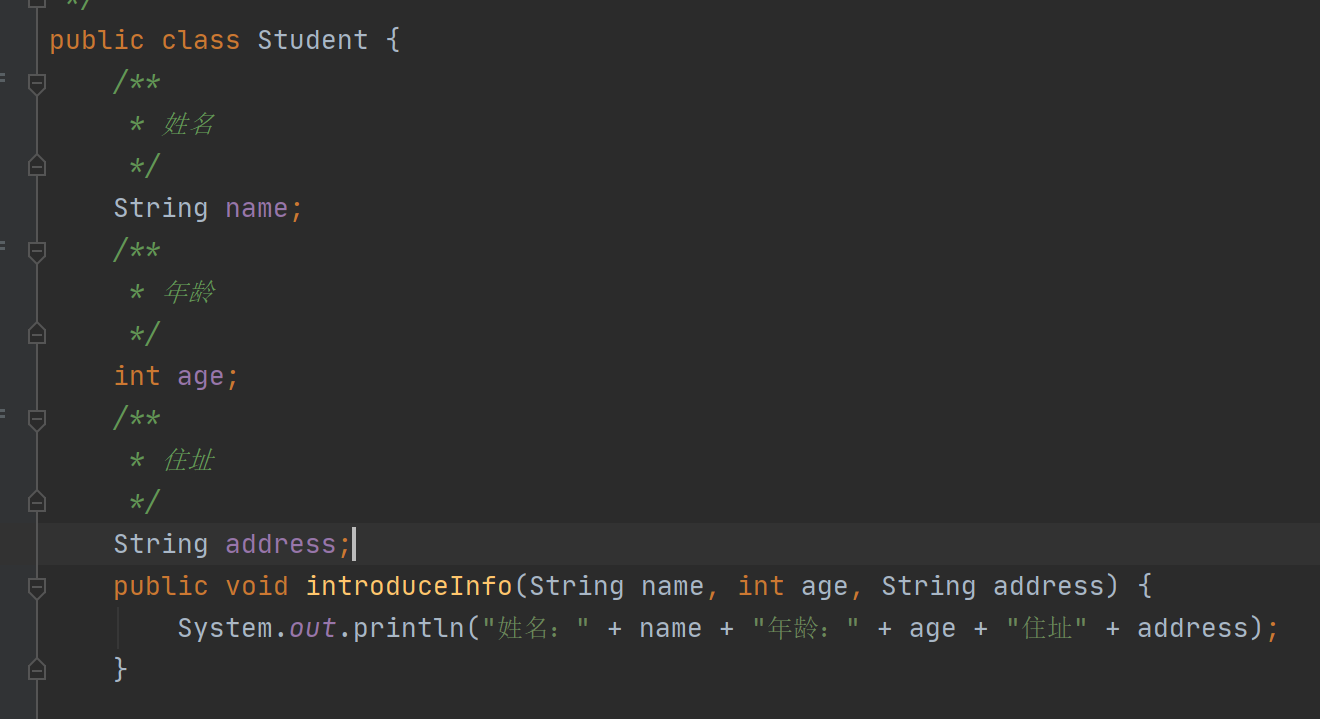 */
public class Student {
/**
* 姓名
*/
String name;
/**
* 年龄
*/
int age;
/**
* 住址
*/
String address;
public void introduceInfo(String name, int age, String address) {
System.out.println("姓名：" + name + "年龄：" + age + "住址" + address);
}